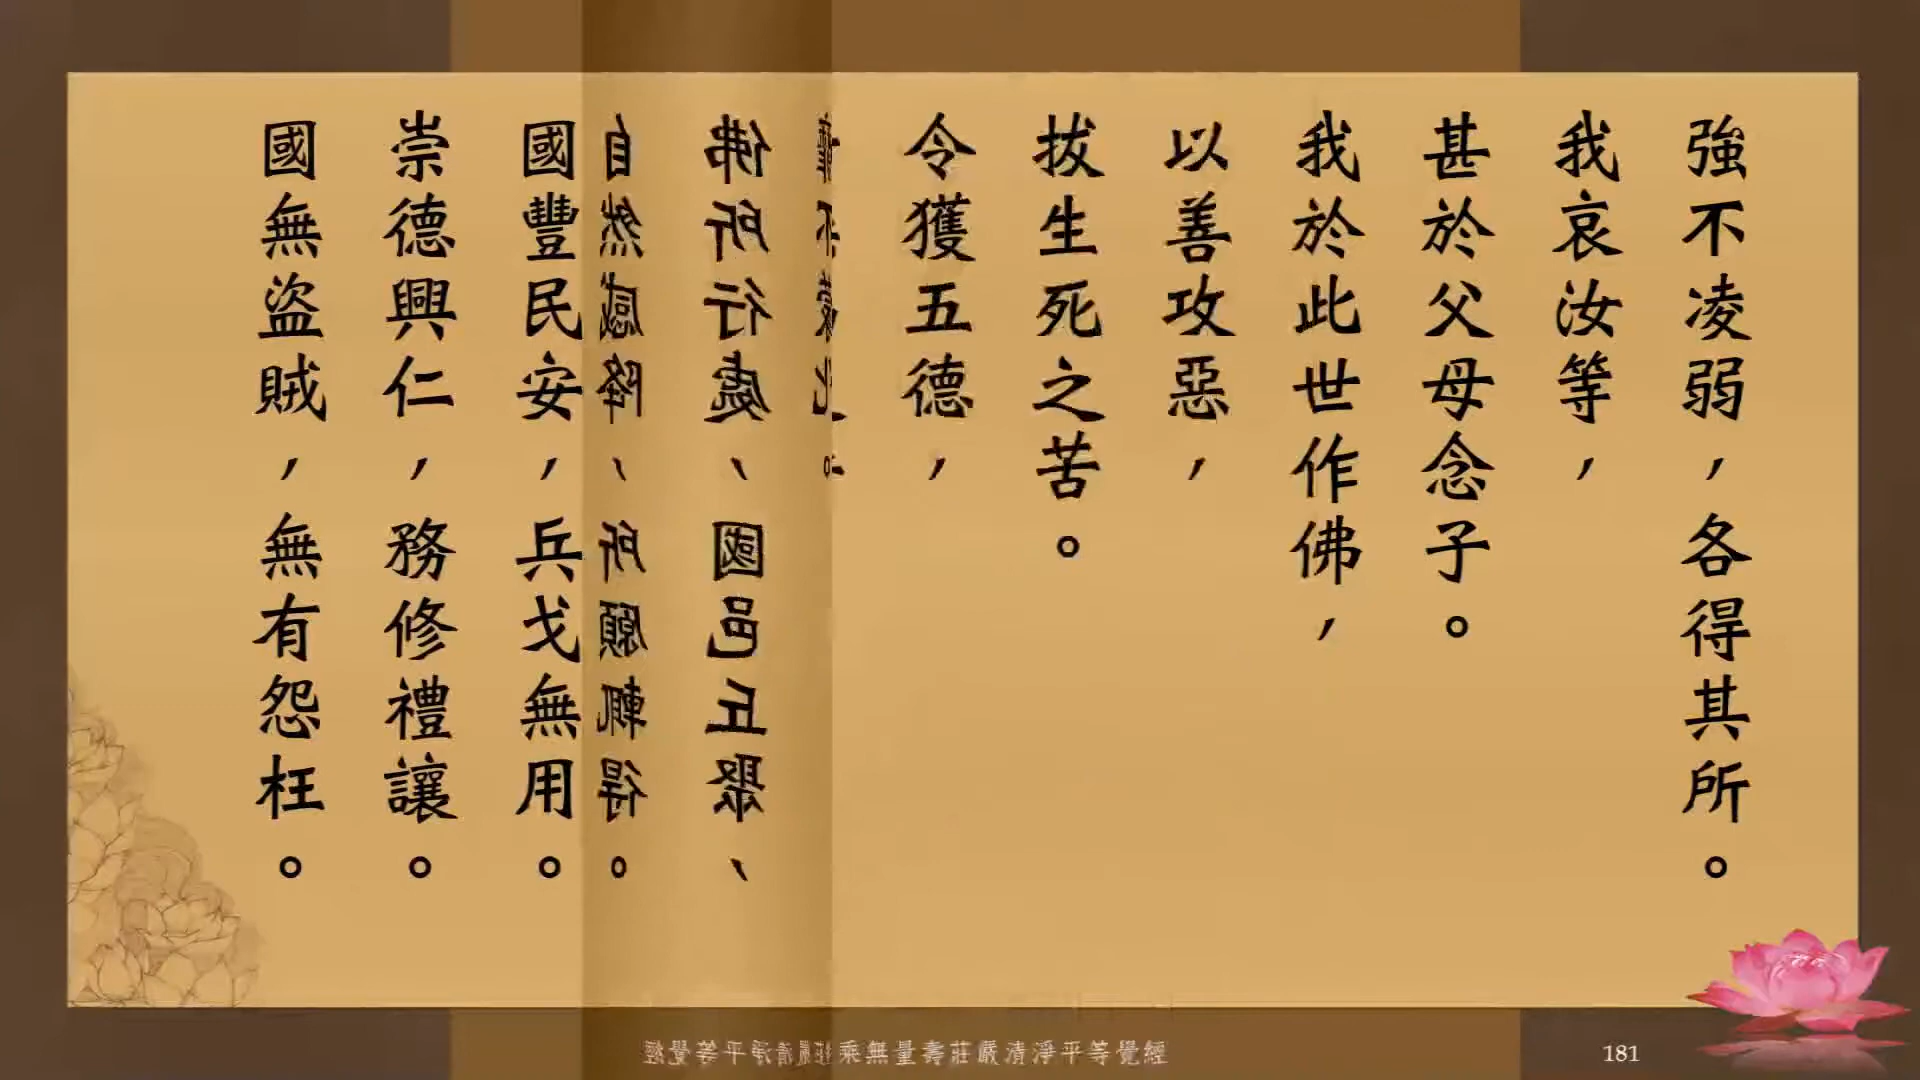 強不凌弱，各得其所。
我哀汝等，
甚於父母念子。
我於此世作佛，
以善攻惡，
拔生死之苦。
令獲五德，
佛所行處，國邑丘聚，
自然感降，所願輒得。
國豐民安，兵戈無用。
崇德興仁，務修禮讓。
國無盜賊，無有怨枉。
乘無量壽莊嚴清淨平等覺經
181